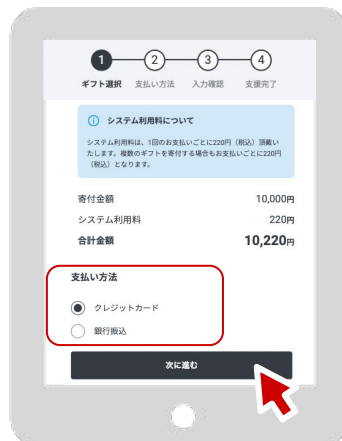 1 2 3 4
ギフト選択 支払い方法 入力確認 支援完了
システム利用料について
システム利用料は、1回のお支払いごとに220円（税込）頂戴い
たします。複数のギフトを寄付する場合もお支払いごとに220円
（税込）となります。
寄付金額 10,000円
システム利用料 220円
合計金額 10,220円
支払い方法
クレジットカード
銀行振込
次に進む